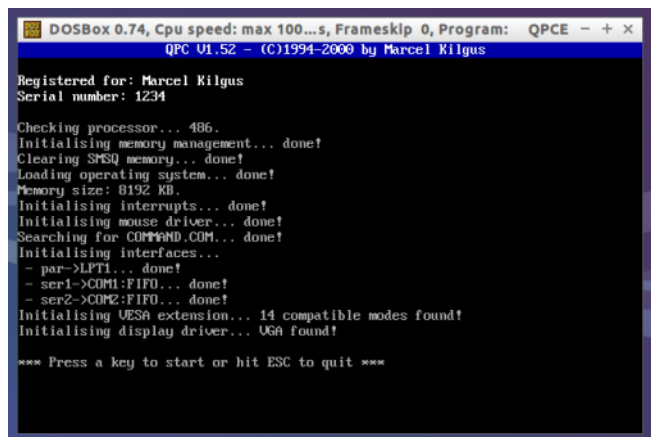 DOSBox 0.74, Cpu speed: max 100...s, Frameskip 0, Program: QPCE
QPC V1.52 - (C)1994-2000 by Marcel Kilgus
Registered for: Marcel Kilgus
Serial number: 1234
Checking processor... 486.
Initialising memory management... done!
Clearing SMSQ memory... done!
Loading operating system... done!
Memory size: 8192 KB.
Initialising interrupts... done!
Initialising mouse driver... done!
Searching for COMMAND.COM... done!
Initialising interfaces...
- par->LPT1... done!
- ser1->COM1:FIFO... done!
- ser2->COM2:FIFO... done!
Initialising VESA extension... 14 compatible modes found!
Initialising display driver... VGA found!
*** Press a key to start or hit ESC to quit ***